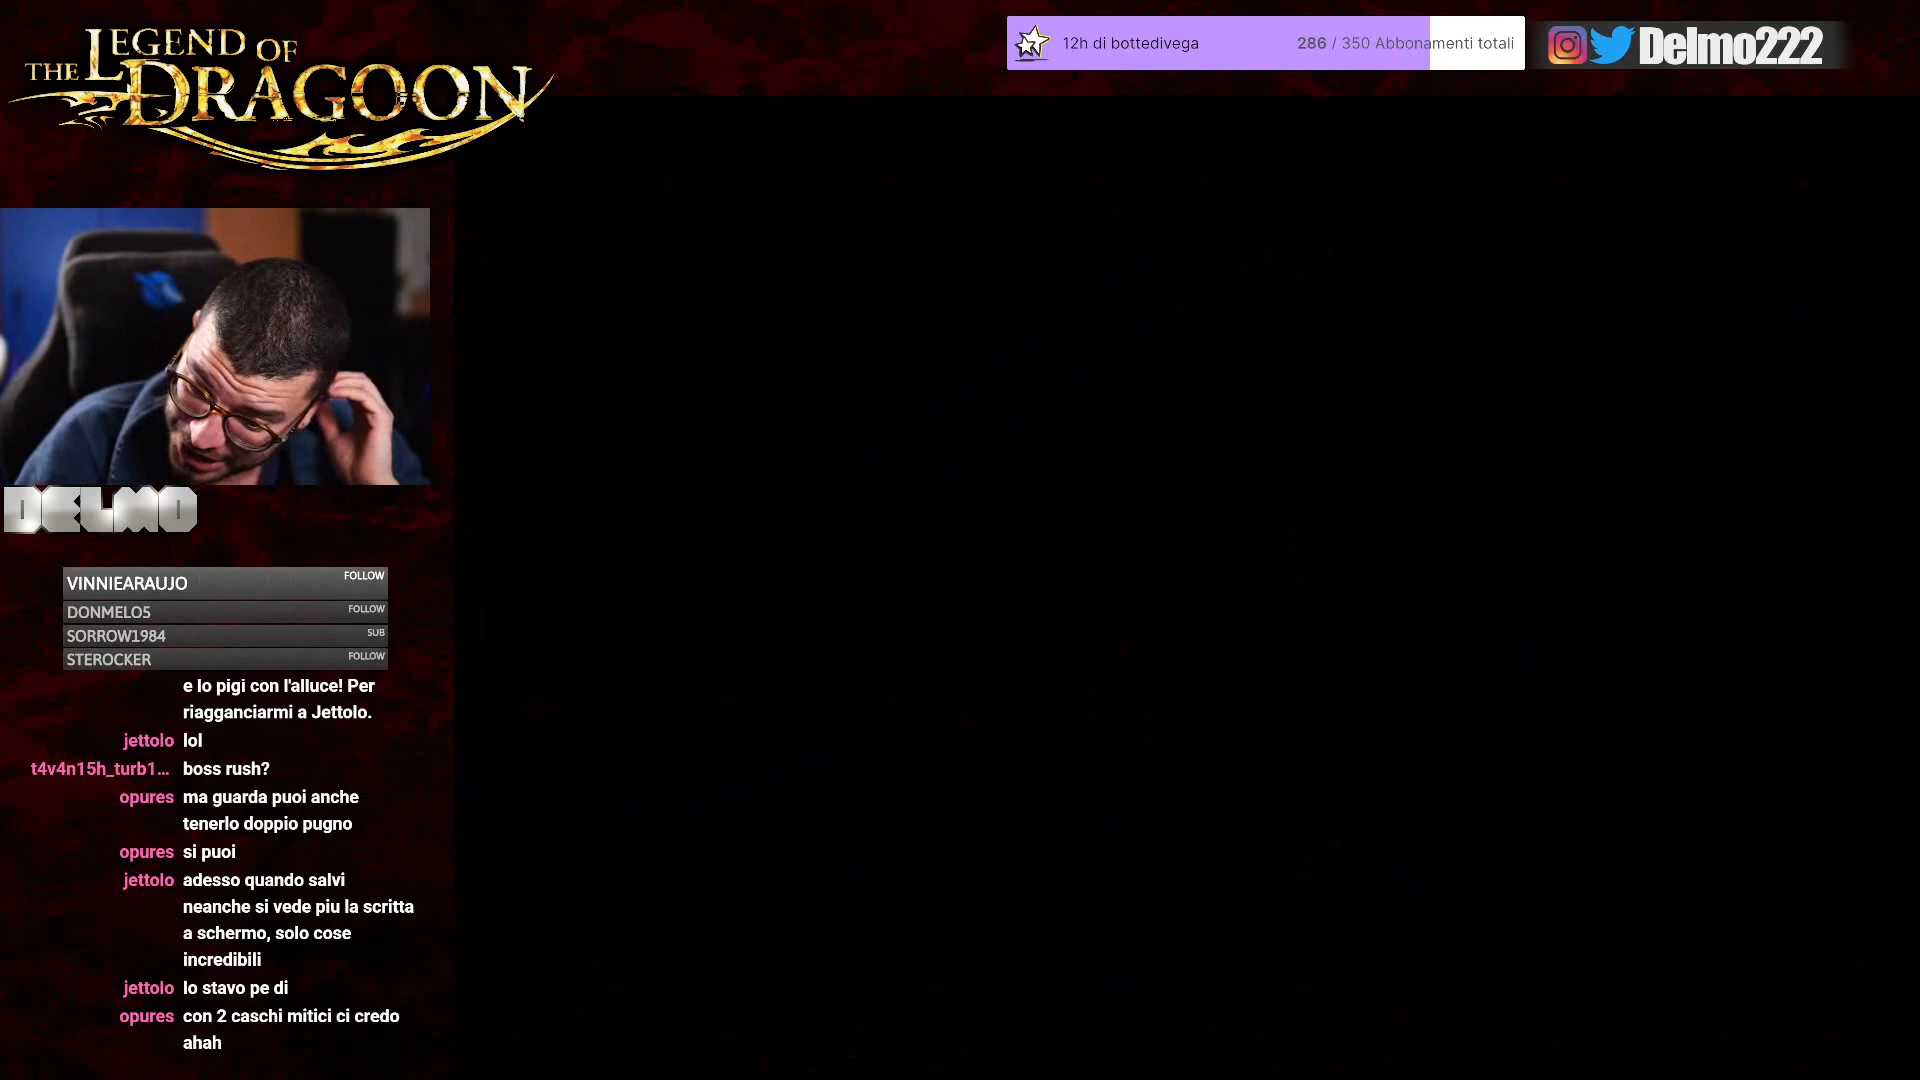 THE LEGEND OF
DRAGOON
12h di bottedivega
286 / 350 Abbonamenti totali
Delmo222
DELMO
VINNIEARAUJO FOLLOW
DONMELO5 FOLLOW
SORROW1984 SUB
STEROCKER FOLLOW
e lo pigi con l'alluce! Per
riagganciarmi a Jettolo.
jettolo lol
t4v4n15h_turb1... boss rush?
opures ma guarda puoi anche
tenerlo doppio pugno
opures si puoi
jettolo adesso quando salvi
neanche si vede piu la scritta
a schermo, solo cose
incredibili
jettolo lo stavo pe di
opures con 2 caschi mitici ci credo
ahah